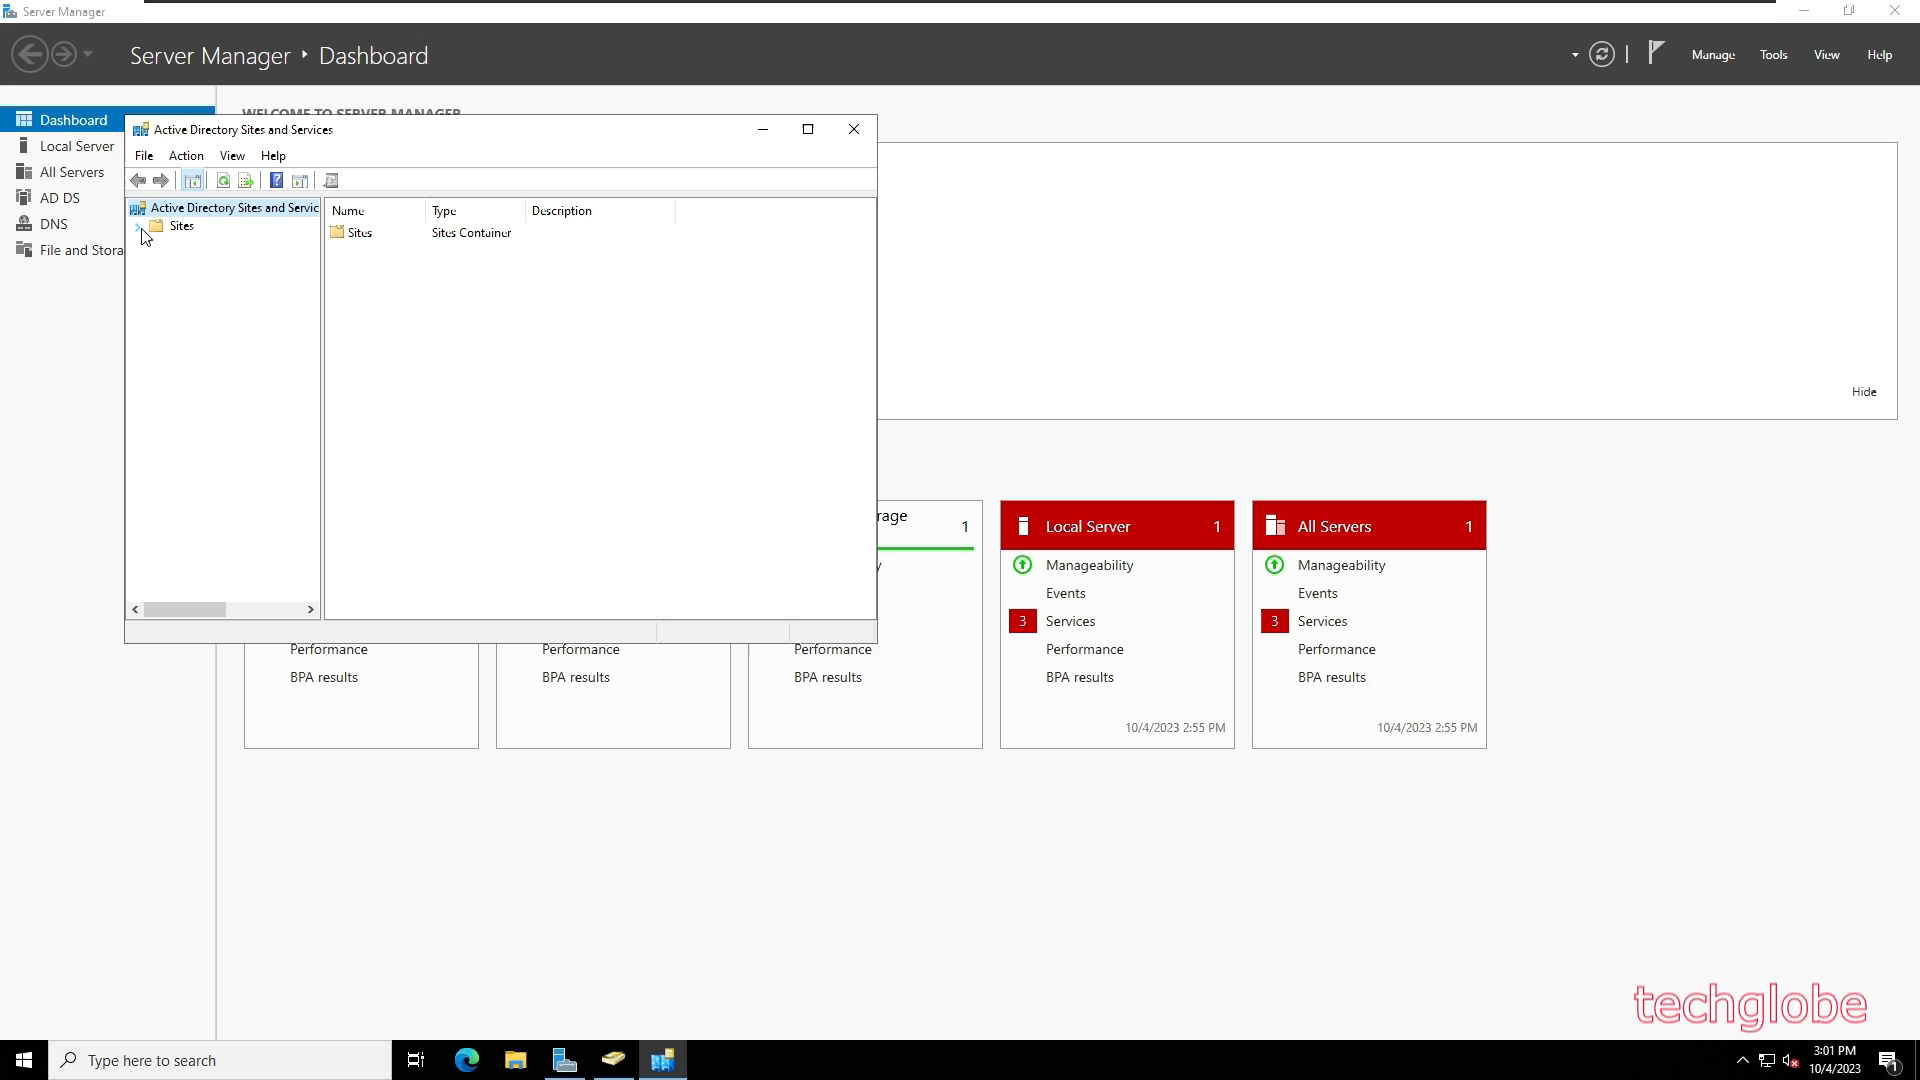 Server Manager
Server Manager ‣ Dashboard
Manage Tools View Help
Dashboard
Local Server
All Servers
AD DS
DNS
File and Stora
WELCOME TO SERVER MANAGER
Active Directory Sites and Services
File Action View Help
Active Directory Sites and Servic
Sites
Name Type Description
Sites Sites Container
Hide
rage 1
Performance
BPA results
Performance
BPA results
Performance
BPA results
Local Server 1
Manageability
Events
3 Services
Performance
BPA results
10/4/2023 2:55 PM
All Servers 1
Manageability
Events
3 Services
Performance
BPA results
10/4/2023 2:55 PM
techglobe
Type here to search
3:01 PM
10/4/2023
1